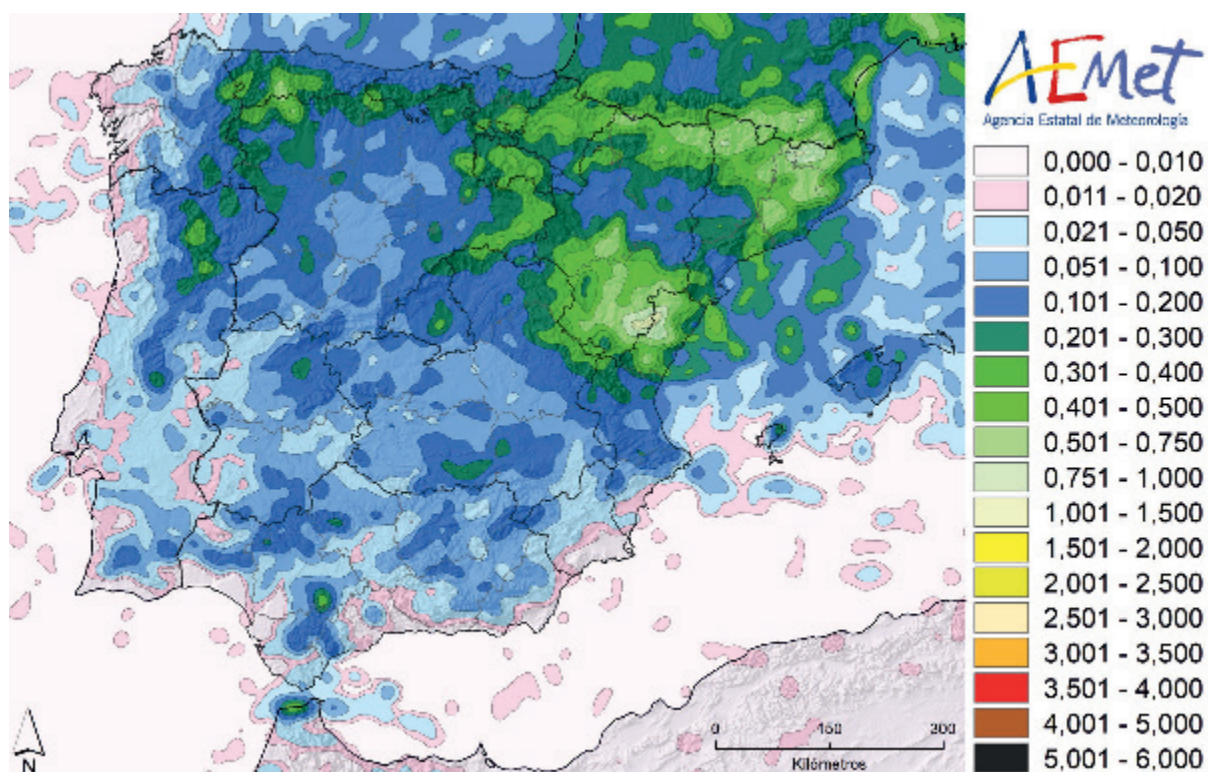 AEMet
Agencia Estatal de Meteorología
0,000 - 0,010
0,011 - 0,020
0,021 - 0,050
0,051 - 0,100
0,101 - 0,200
0,201 - 0,300
0,301 - 0,400
0,401 - 0,500
0,501 - 0,750
0,751 - 1,000
1,001 - 1,500
1,501 - 2,000
2,001 - 2,500
2,501 - 3,000
3,001 - 3,500
3,501 - 4,000
4,001 - 5,000
5,001 - 6,000
0 150 300
Kilómetros
N